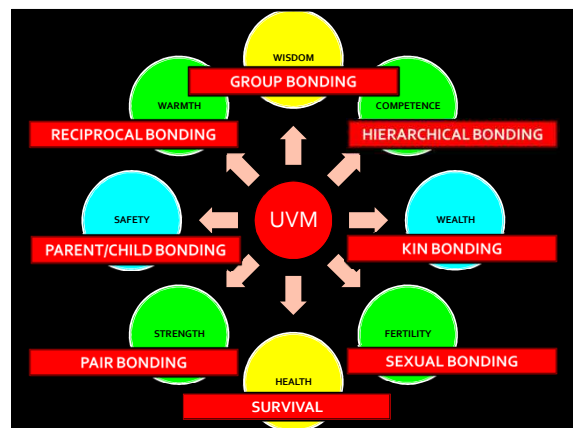 WISDOM
GROUP BONDING
WARMTH
COMPETENCE
RECIPROCAL BONDING
HIERARCHICAL BONDING
SAFETY
UVM
WEALTH
PARENT/CHILD BONDING
KIN BONDING
STRENGTH
FERTILITY
PAIR BONDING
SEXUAL BONDING
HEALTH
SURVIVAL